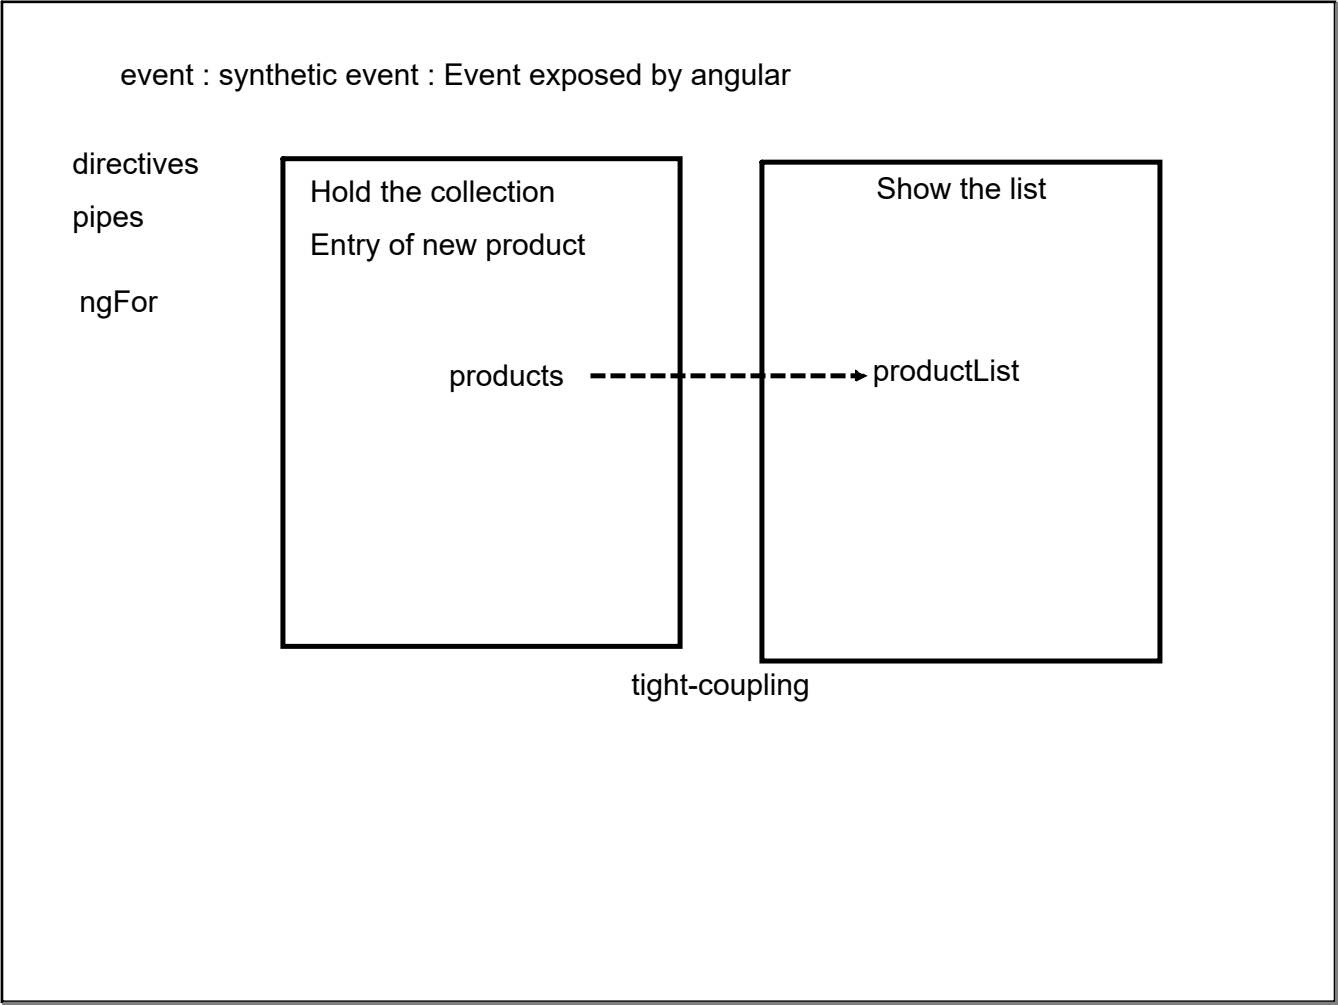 event : synthetic event : Event exposed by angular
directives
pipes
ngFor
Hold the collection
Entry of new product
products
Show the list
productList
tight-coupling